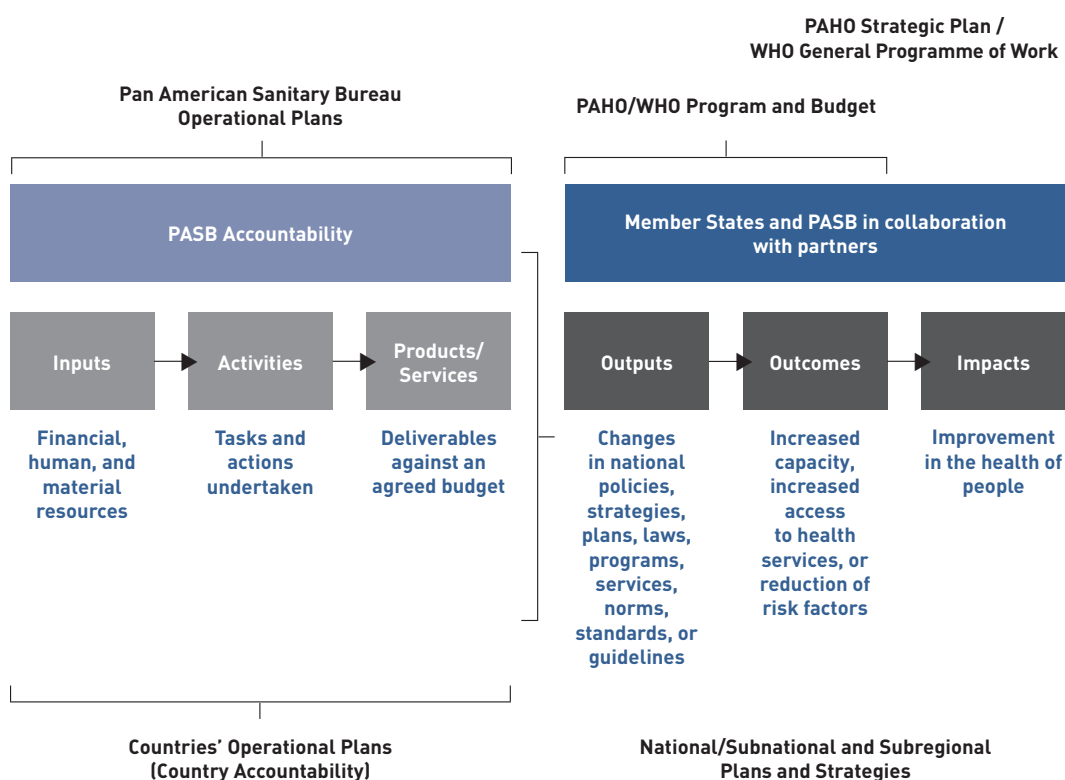 PAHO Strategic Plan /
WHO General Programme of Work
Pan American Sanitary Bureau
Operational Plans
PAHO/WHO Program and Budget
PASB Accountability
Member States and PASB in collaboration
with partners
Inputs
Activities
Products/
Services
Outputs
Outcomes
Impacts
Financial,
human, and
material
resources
Tasks and
actions
undertaken
Deliverables
against an
agreed budget
Changes
in national
policies,
strategies,
plans, laws,
programs,
services,
norms,
standards, or
guidelines
Increased
capacity,
increased
access
to health
services, or
reduction of
risk factors
Improvement
in the health of
people
Countries’ Operational Plans
(Country Accountability)
National/Subnational and Subregional
Plans and Strategies